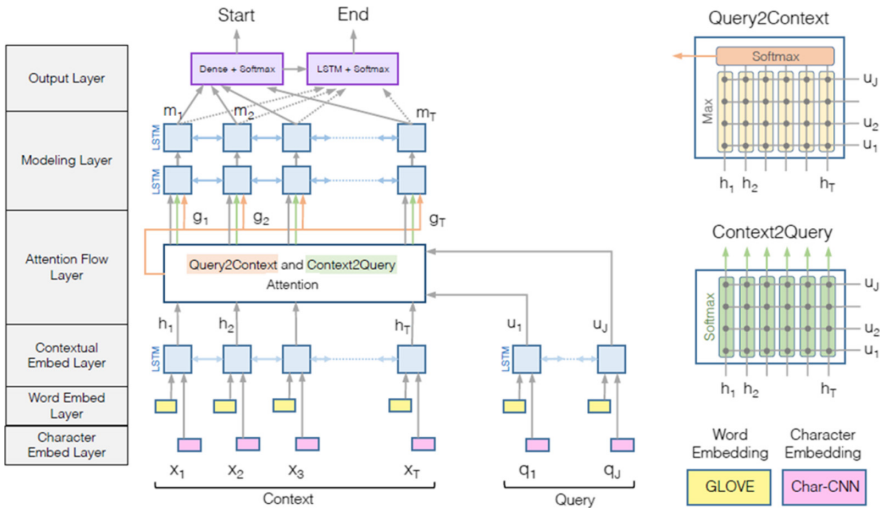 Start End
Output Layer
Dense + Softmax LSTM + Softmax
m1 m2 mT
Modeling Layer
LSTM
LSTM
g1 g2 gT
Attention Flow
Layer
Query2Context and Context2Query
Attention
h1 h2 hT u1 uJ
Contextual
Embed Layer
LSTM LSTM
Word Embed
Layer
Character
Embed Layer
x1 x2 x3 xT q1 qJ
Context Query
Query2Context
Softmax
Max
uJ
u2
u1
h1 h2 hT
Context2Query
Softmax
uJ
u2
u1
h1 h2 hT
Word Character
Embedding Embedding
GLOVE Char-CNN